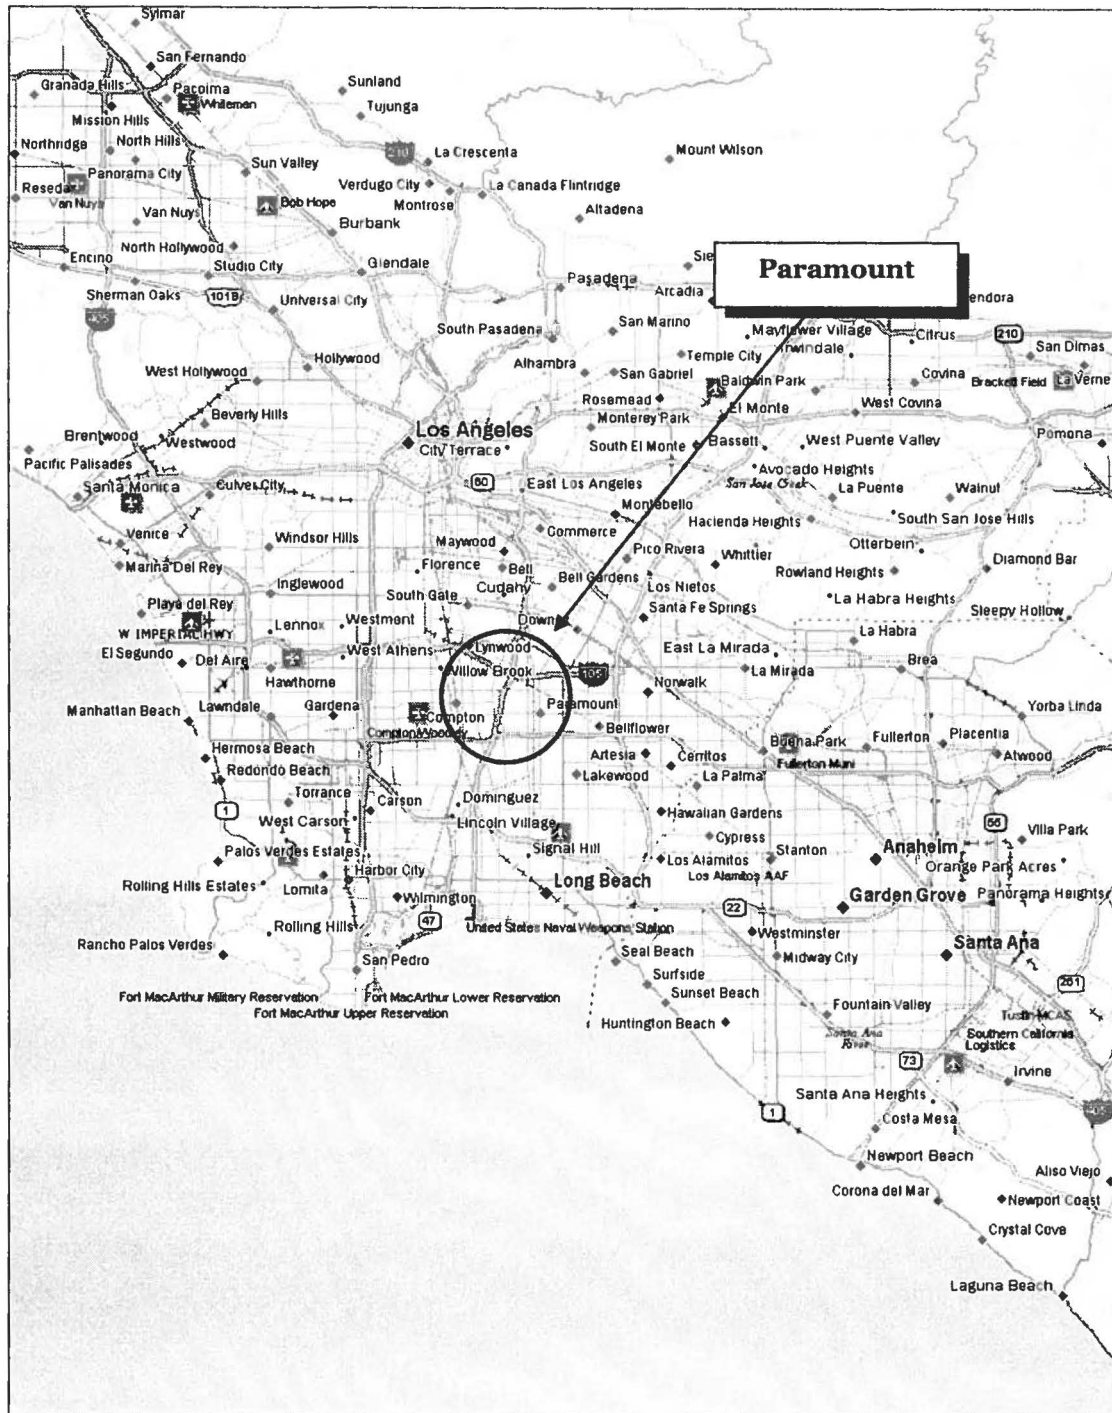 Sylmar
San Fernando
Granada Hills
Pacoima
Whiteman
Sunland
Mission Hills
Tujunga
Northridge
North Hills
210
La Crescenta
Mount Wilson
Sun Valley
Panorama City
Reseda
Van Nuys
Verdugo City
La Canada Flintridge
Bob Hope
Montrose
Van Nuys
Altadena
Burbank
North Hollywood
Encino
Studio City
Glendale
Sie
Paramount
Pasadena
Sherman Oaks
101B
Universal City
Arcadia
endora
405
South Pasadena
San Marino
Mayflower Village
Irwindale
Citrus
210
Hollywood
Alhambra
Temple City
San Dimas
West Hollywood
San Gabriel
Baldwin Park
Covina
Brackett Field
La Verne
Rosemead
Beverly Hills
Monterey Park
El Monte
West Covina
Brentwood
Westwood
Los Angeles
City Terrace
South El Monte
Bassett
West Puente Valley
Pomona
Pacific Palisades
Avocado Heights
Santa Monica
Culver City
60
East Los Angeles
San Jose Creek
La Puente
Walnut
Montebello
Venice
Windsor Hills
Commerce
Hacienda Heights
South San Jose Hills
Maywood
Otterbein
Marina Del Rey
Florence
Bell
Pico Rivera
Whittier
Diamond Bar
Inglewood
Cudahy
Bell Gardens
Los Nietos
Rowland Heights
Playa del Rey
South Gate
Santa Fe Springs
La Habra Heights
Sleepy Hollow
W IMPERIAL HWY
Lennox
Westmont
Down
La Habra
El Segundo
Del Aire
West Athens
Lynwood
East La Mirada
Hawthorne
Willow Brook
105
La Mirada
Brea
Norwalk
Manhattan Beach
Lawndale
Gardena
Compton
Paramount
Yorba Linda
Compton/Woodley
Bellflower
Hermosa Beach
Artesia
Cerritos
Buena Park
Fullerton
Placentia
Atwood
Redondo Beach
Lakewood
La Palma
Fullerton Muni
Torrance
Carson
Dominguez
1
West Carson
Lincoln Village
Hawaiian Gardens
55
Villa Park
Palos Verdes Estates
Signal Hill
Cypress
Los Alamitos
Stanton
Anaheim
Orange Park Acres
Rolling Hills Estates
Lomita
Harbor City
Long Beach
Los Alamitos AAF
Panorama Heights
Wilmington
22
Garden Grove
47
United States Naval Weapons Station
Rancho Palos Verdes
Rolling Hills
Westminster
Santa Ana
San Pedro
Seal Beach
Midway City
Surfside
261
Fort MacArthur Military Reservation
Fort MacArthur Lower Reservation
Sunset Beach
Fort MacArthur Upper Reservation
Fountain Valley
Huntington Beach
Tustin MCAS
Santa Ana
River
Southern California
Logistics
73
Irvine
Santa Ana Heights
1
405
Costa Mesa
Newport Beach
Aliso Viejo
Corona del Mar
Newport Coast
Crystal Cove
Laguna Beach